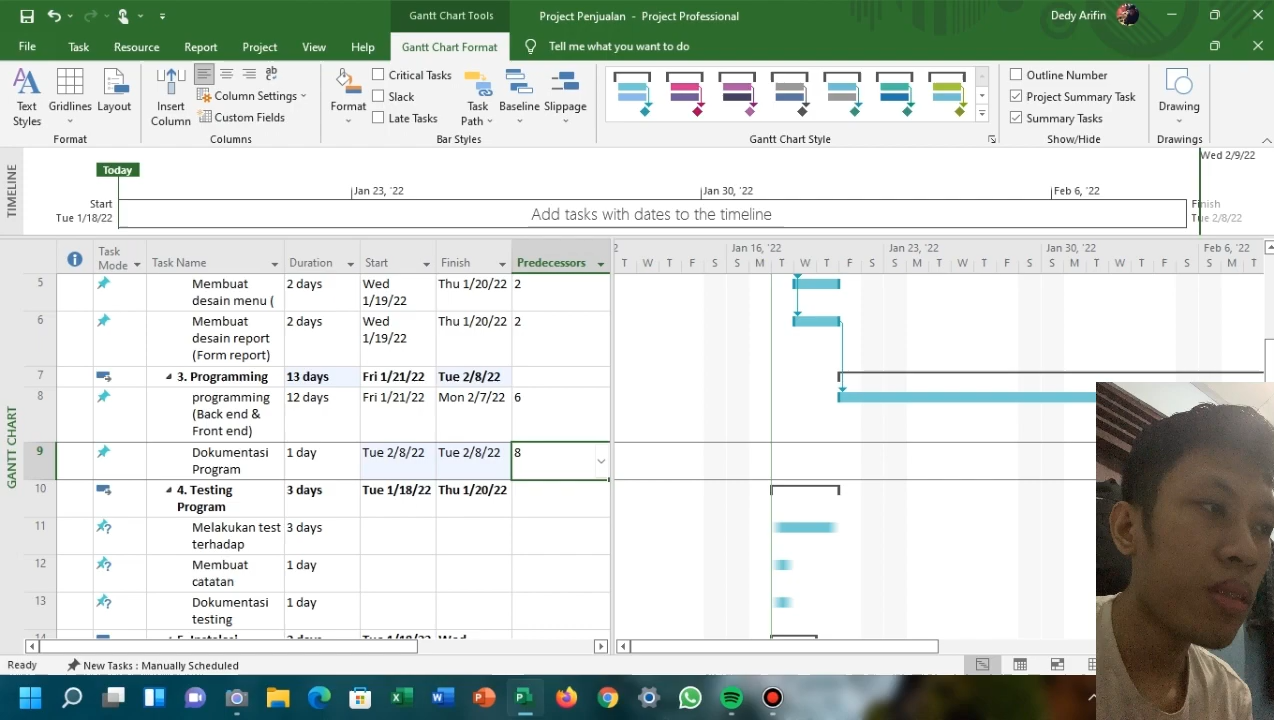 Gantt Chart Tools
Project Penjualan - Project Professional
Dedy Arifin
File
Task
Resource
Report
Project
View
Help
Gantt Chart Format
Tell me what you want to do
Text Styles
Gridlines
Layout
Format
Insert Column
Column Settings
Custom Fields
Columns
Format
Critical Tasks
Slack
Late Tasks
Task Path
Baseline
Slippage
Bar Styles
Gantt Chart Style
Outline Number
Project Summary Task
Summary Tasks
Show/Hide
Drawing
Drawings
TIMELINE
Today
Wed 2/9/22
Jan 23, '22
Jan 30, '22
Feb 6, '22
Start
Tue 1/18/22
Add tasks with dates to the timeline
Finish
Tue 2/8/22
GANTT CHART
Task Mode
Task Name
Duration
Start
Finish
Predecessors
2
Jan 16, '22
Jan 23, '22
Jan 30, '22
Feb 6, '22
T W T F S S M T W T F S S M T W T F S S M T W T F S S M T
5 Membuat desain menu ( 2 days Wed 1/19/22 Thu 1/20/22 2
6 Membuat desain report (Form report) 2 days Wed 1/19/22 Thu 1/20/22 2
7 3. Programming 13 days Fri 1/21/22 Tue 2/8/22
8 programming (Back end & Front end) 12 days Fri 1/21/22 Mon 2/7/22 6
9 Dokumentasi Program 1 day Tue 2/8/22 Tue 2/8/22 8
10 4. Testing Program 3 days Tue 1/18/22 Thu 1/20/22
11 Melakukan test terhadap 3 days
12 Membuat catatan 1 day
13 Dokumentasi testing 1 day
Ready
New Tasks : Manually Scheduled